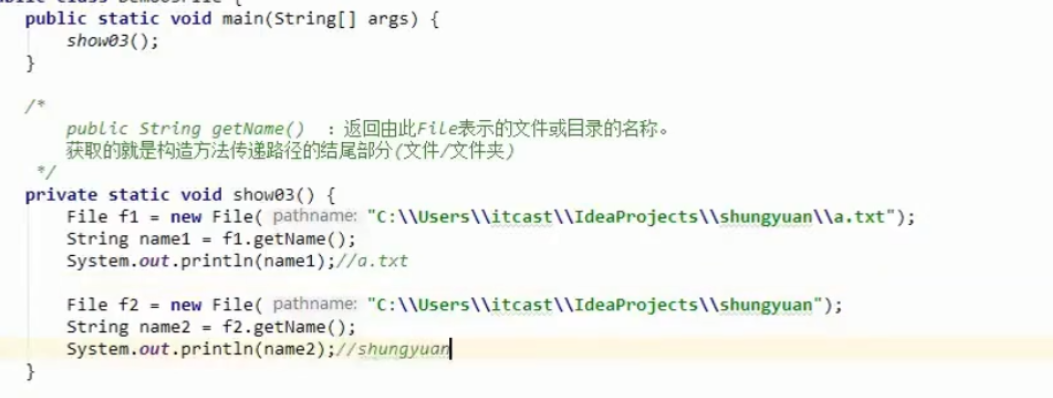 public static void main(String[] args) {
show03();
}
/*
public String getName() ：返回由此File表示的文件或目录的名称。
获取的就是构造方法传递路径的结尾部分(文件/文件夹)
*/
private static void show03() {
File f1 = new File( pathname: "C:\\Users\\itcast\\IdeaProjects\\shungyuan\\a.txt");
String name1 = f1.getName();
System.out.println(name1);//a.txt
File f2 = new File( pathname: "C:\\Users\\itcast\\IdeaProjects\\shungyuan");
String name2 = f2.getName();
System.out.println(name2);//shungyuan
}